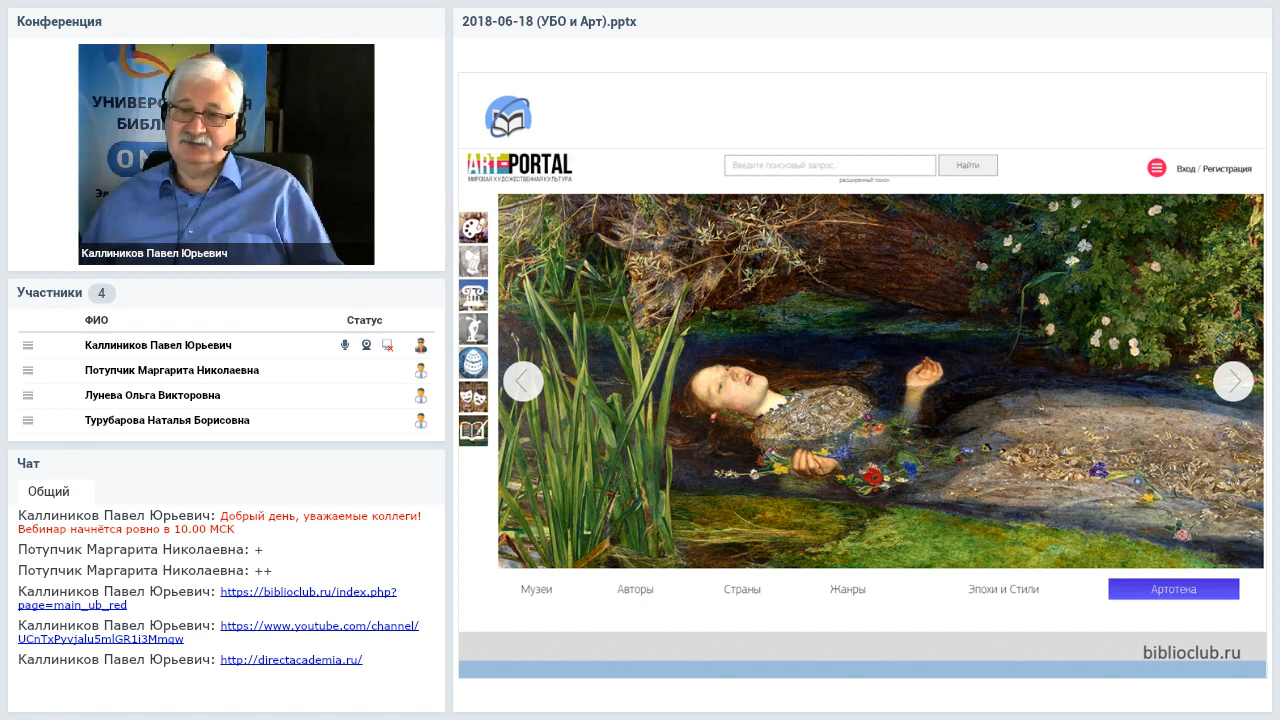 Конференция
УНИВЕР
БИБЛ
ON
Каллиников Павел Юрьевич
Участники 4
ФИО Статус
Каллиников Павел Юрьевич
Потупчик Маргарита Николаевна
Лунева Ольга Викторовна
Турубарова Наталья Борисовна
Чат
Общий
Каллиников Павел Юрьевич: Добрый день, уважаемые коллеги!
Вебинар начнётся ровно в 10.00 МСК
Потупчик Маргарита Николаевна: +
Потупчик Маргарита Николаевна: ++
Каллиников Павел Юрьевич: https://biblioclub.ru/index.php?
page=main_ub_red
Каллиников Павел Юрьевич: https://www.youtube.com/channel/
Каллиников Павел Юрьевич: http://directacademia.ru/
2018-06-18 (УБО и Арт).pptx
ART-PORTAL
МИРОВАЯ ХУДОЖЕСТВЕННАЯ КУЛЬТУРА
Введите поисковый запрос... Найти
расширенный поиск
Вход / Регистрация
Музеи Авторы Страны Жанры Эпохи и Стили Артотека
biblioclub.ru